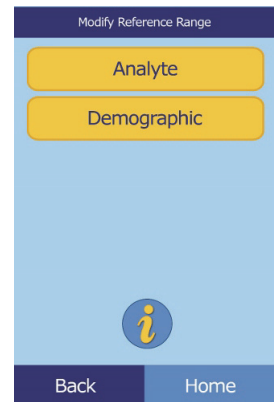 Modify Reference Range
Analyte
Demographic
i
Back
Home